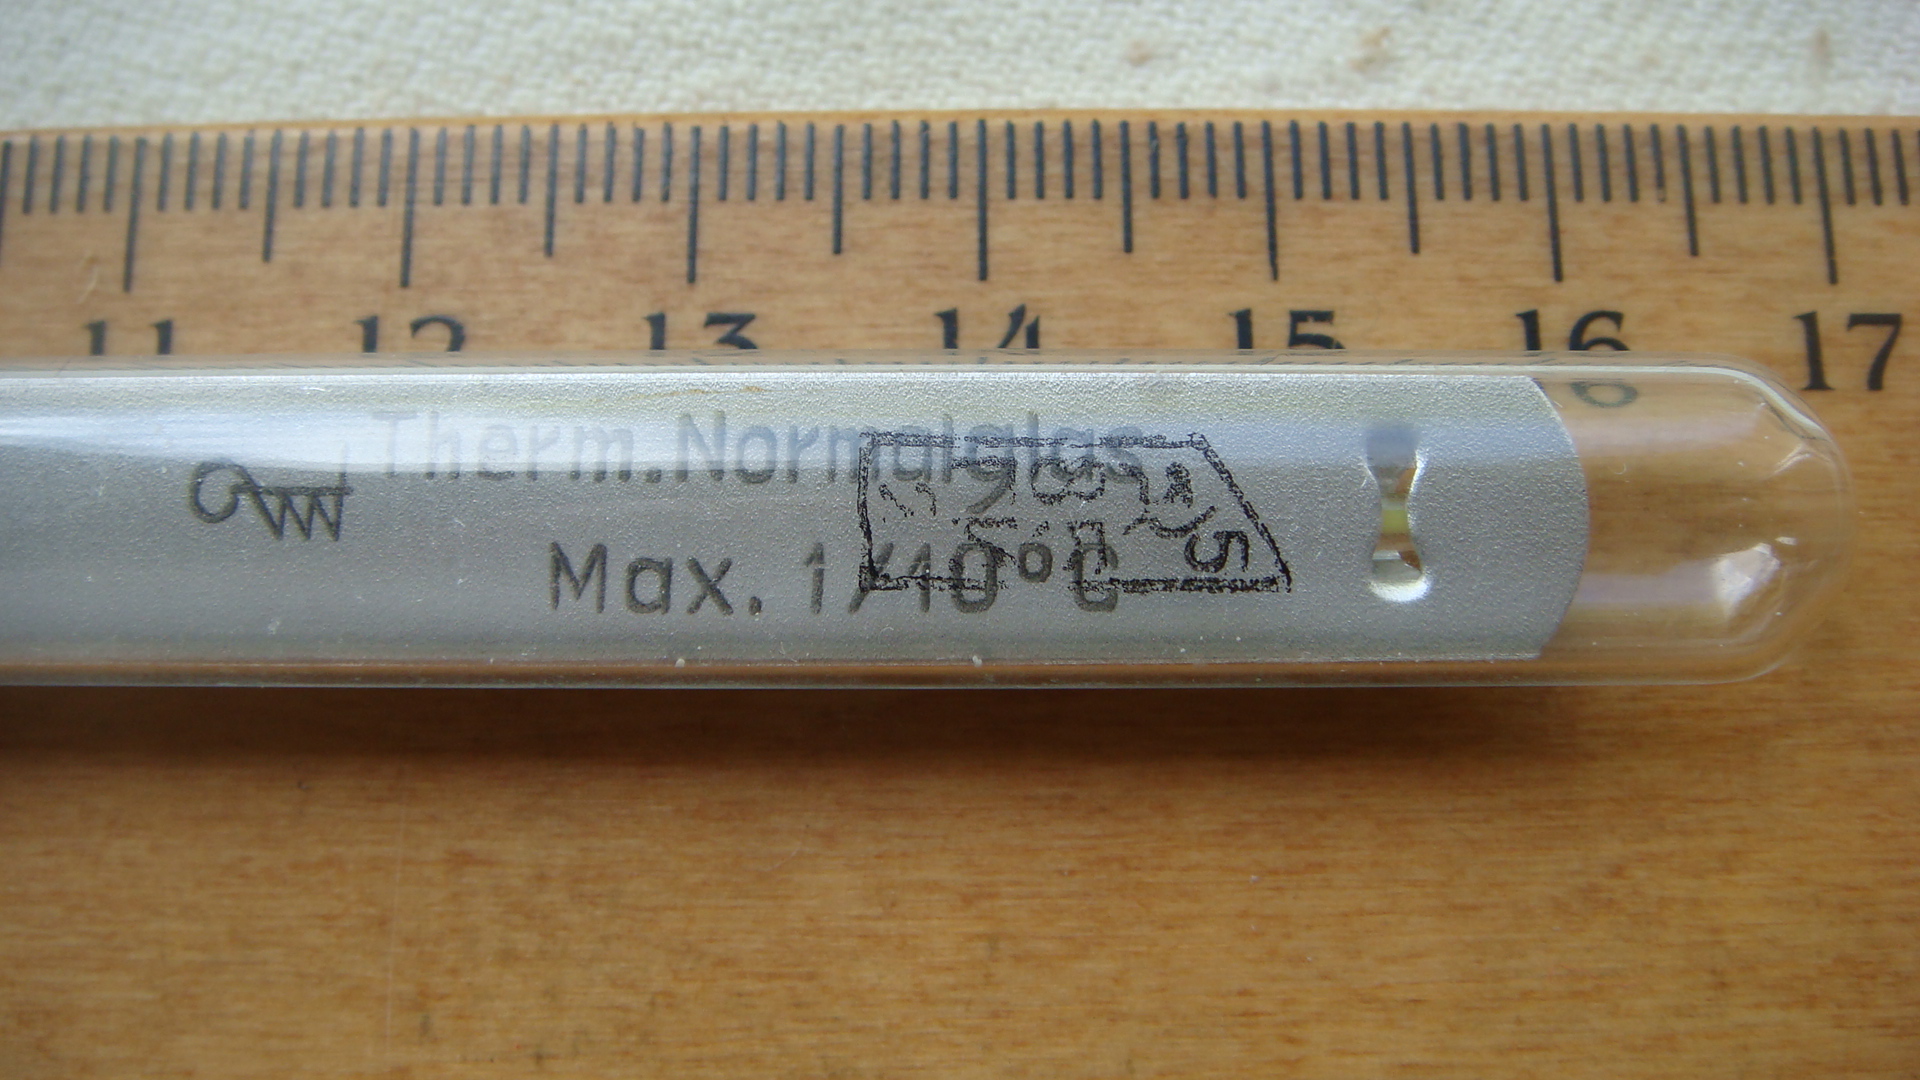 11 12 13 14 15 16 17
Therm.Normalglas
Max. 1/10°C